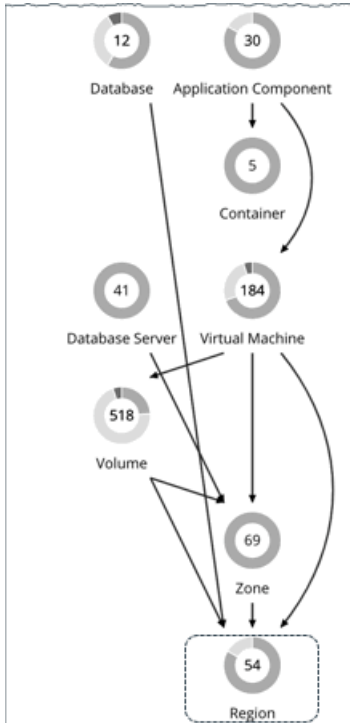 12
30
Database
Application Component
5
Container
41
184
Database Server
Virtual Machine
518
Volume
69
Zone
54
Region